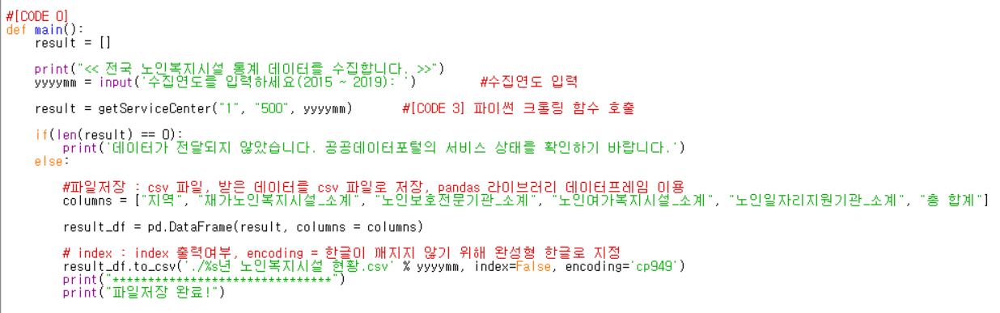 #[CODE 0]
def main():
    result = []
    print("<< 전국 노인복지시설 통계 데이터를 수집합니다. >>")
    yyyymm = input('수집연도를 입력하세요(2015 ~ 2019): ')         #수집연도 입력
    result = getServiceCenter("1", "500", yyyymm)       #[CODE 3] 파이썬 크롤링 함수 호출
    if(len(result) == 0):
        print('데이터가 전달되지 않았습니다. 공공데이터포털의 서비스 상태를 확인하기 바랍니다.')
    else:
        #파일저장 : csv 파일, 받은 데이터를 csv 파일로 저장, pandas 라이브러리 데이터프레임 이용
        columns = ["지역", "재가노인복지시설_소계", "노인보호전문기관_소계", "노인여가복지시설_소계", "노인일자리지원기관_소계", "총 합계"]
        result_df = pd.DataFrame(result, columns = columns)
        # index : index 출력여부, encoding = 한글이 깨지지 않기 위해 완성형 한글로 지정
        result_df.to_csv('./%s년 노인복지시설 현황.csv' % yyyymm, index=False, encoding='cp949')
        print("*******************************")
        print("파일저장 완료!")